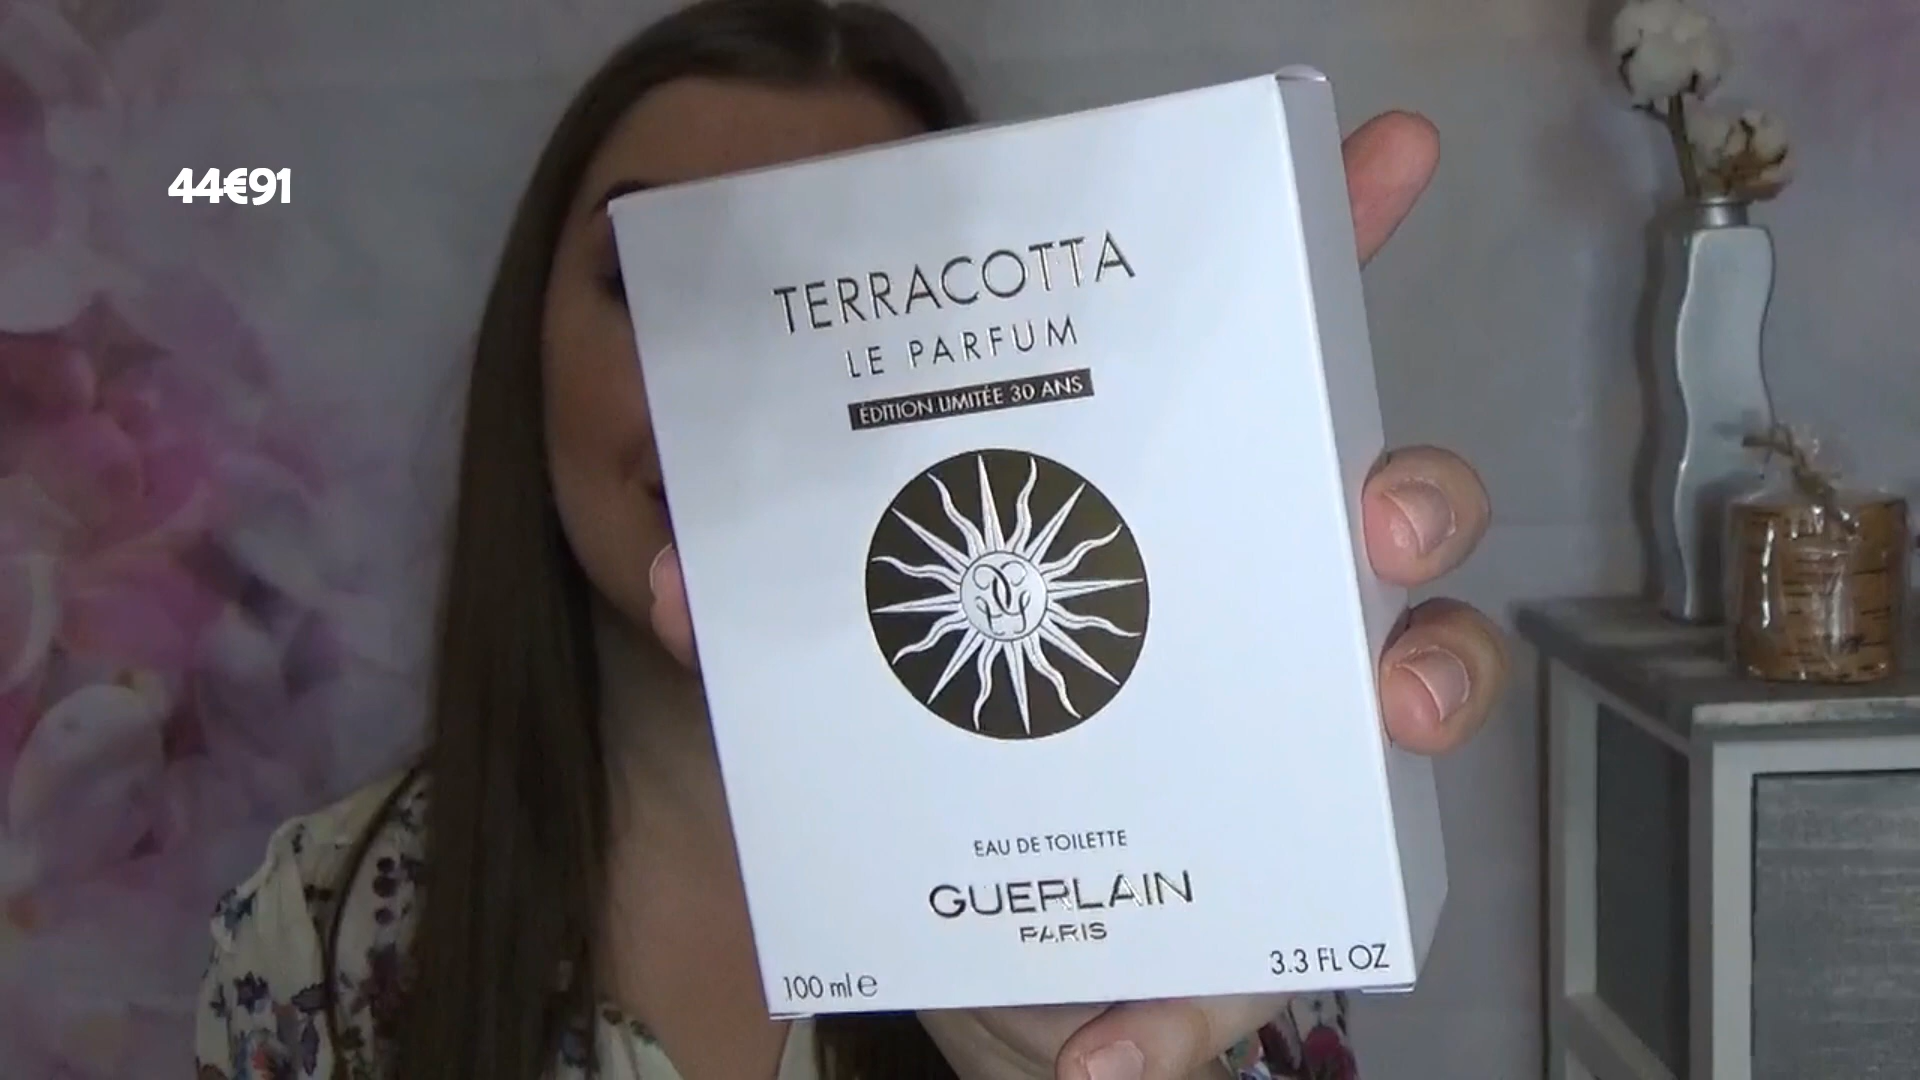 44€91
TERRACOTTA
LE PARFUM
ÉDITION LIMITÉE 30 ANS
EAU DE TOILETTE
GUERLAIN
PARIS
100 ml e
3.3 FL OZ